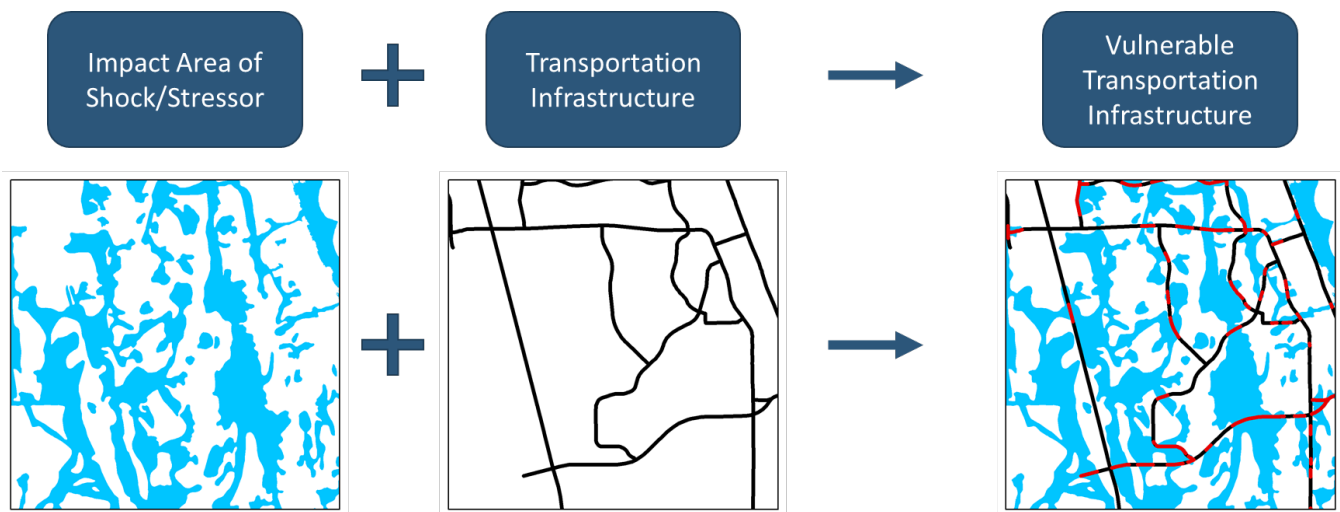 Impact Area of
Shock/Stressor
Transportation
Infrastructure
Vulnerable
Transportation
Infrastructure